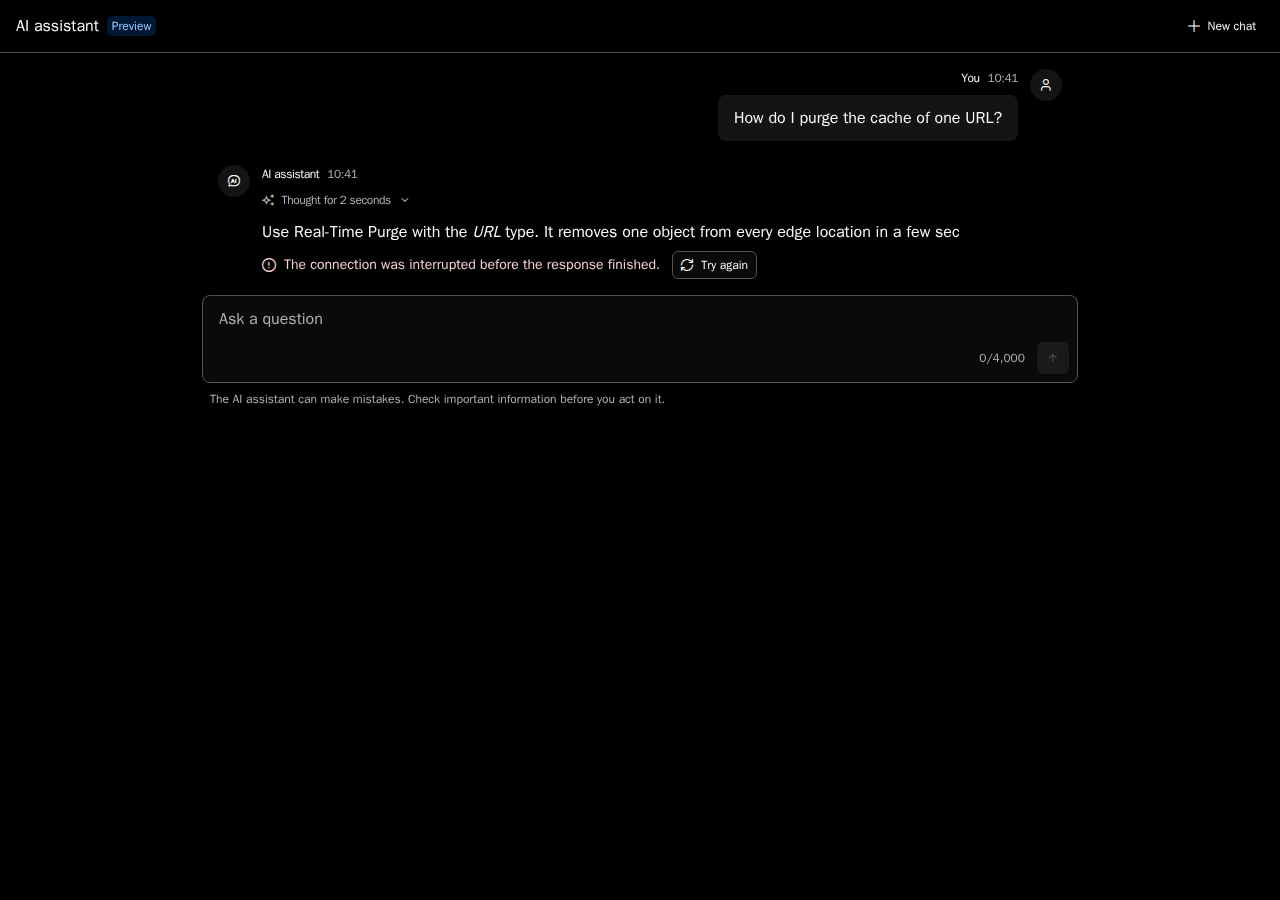 AI assistant Preview
New chat
You 10:41
How do I purge the cache of one URL?
AI assistant 10:41
Thought for 2 seconds
Use Real-Time Purge with the URL type. It removes one object from every edge location in a few sec
The connection was interrupted before the response finished. Try again
Ask a question
0/4,000
The AI assistant can make mistakes. Check important information before you act on it.